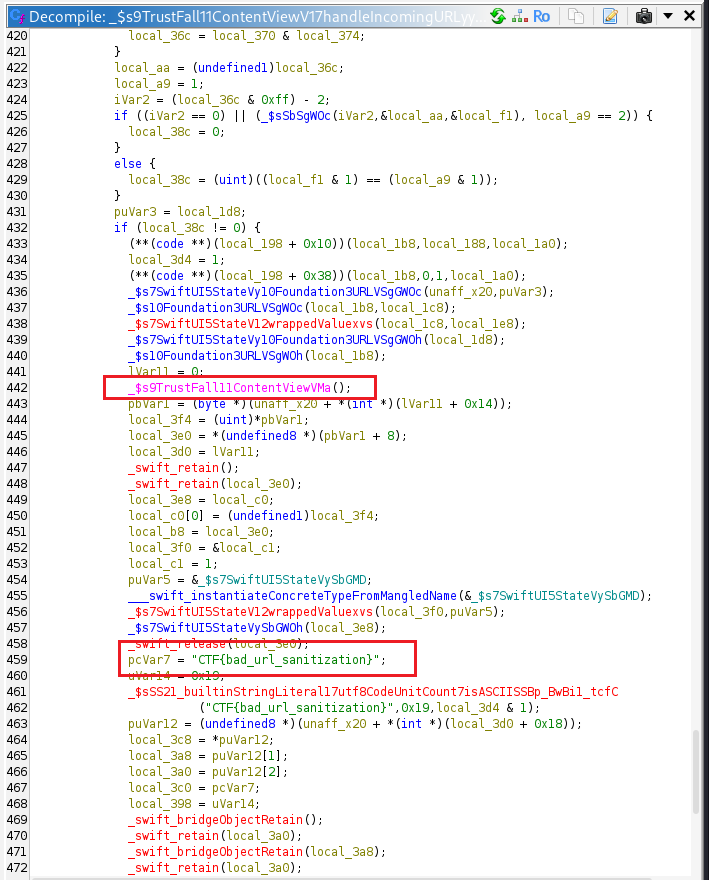 Decompile: _$s9TrustFall11ContentViewV17handleIncomingURLyy... Ro
420 local_36c = local_370 & local_374;
421 }
422 local_aa = (undefined1)local_36c;
423 local_a9 = 1;
424 iVar2 = (local_36c & 0xff) - 2;
425 if ((iVar2 == 0) || (_$sSbSgWOc(iVar2,&local_aa,&local_f1), local_a9 == 2)) {
426 local_38c = 0;
427 }
428 else {
429 local_38c = (uint)((local_f1 & 1) == (local_a9 & 1));
430 }
431 puVar3 = local_1d8;
432 if (local_38c != 0) {
433 (**(code **)(local_198 + 0x10))(local_1b8,local_188,local_1a0);
434 local_3d4 = 1;
435 (**(code **)(local_198 + 0x38))(local_1b8,0,1,local_1a0);
436 _$s7SwiftUI5StateVy10Foundation3URLVSgGWOc(unaff_x20,puVar3);
437 _$s10Foundation3URLVSgWOc(local_1b8,local_1c8);
438 _$s7SwiftUI5StateV12wrappedValuexvs(local_1c8,local_1e8);
439 _$s7SwiftUI5StateVy10Foundation3URLVSgGWOh(local_1d8);
440 _$s10Foundation3URLVSgWOh(local_1b8);
441 lVar11 = 0;
442 _$s9TrustFall11ContentViewVMa();
443 pbVar1 = (byte *)(unaff_x20 + *(int *)(lVar11 + 0x14));
444 local_3f4 = (uint)*pbVar1;
445 local_3e0 = *(undefined8 *)(pbVar1 + 8);
446 local_3d0 = lVar11;
447 _swift_retain();
448 _swift_retain(local_3e0);
449 local_3e8 = local_c0;
450 local_c0[0] = (undefined1)local_3f4;
451 local_b8 = local_3e0;
452 local_3f0 = &local_c1;
453 local_c1 = 1;
454 puVar5 = &_$s7SwiftUI5StateVySbGMD;
455 ___swift_instantiateConcreteTypeFromMangledName(&_$s7SwiftUI5StateVySbGMD);
456 _$s7SwiftUI5StateV12wrappedValuexvs(local_3f0,puVar5);
457 _$s7SwiftUI5StateVySbGWOh(local_3e8);
458 _swift_release(local_3e0);
459 pcVar7 = "CTF{bad_url_sanitization}";
460 uVar14 = 0x19;
461 _$sSS21_builtinStringLiteral17utf8CodeUnitCount7isASCIISSBp_BwBi1_tcfC
462 ("CTF{bad_url_sanitization}",0x19,local_3d4 & 1);
463 puVar12 = (undefined8 *)(unaff_x20 + *(int *)(local_3d0 + 0x18));
464 local_3c8 = *puVar12;
465 local_3a8 = puVar12[1];
466 local_3a0 = puVar12[2];
467 local_3c0 = pcVar7;
468 local_398 = uVar14;
469 _swift_bridgeObjectRetain();
470 _swift_retain(local_3a0);
471 _swift_bridgeObjectRetain(local_3a8);
472 _swift_retain(local_3a0);